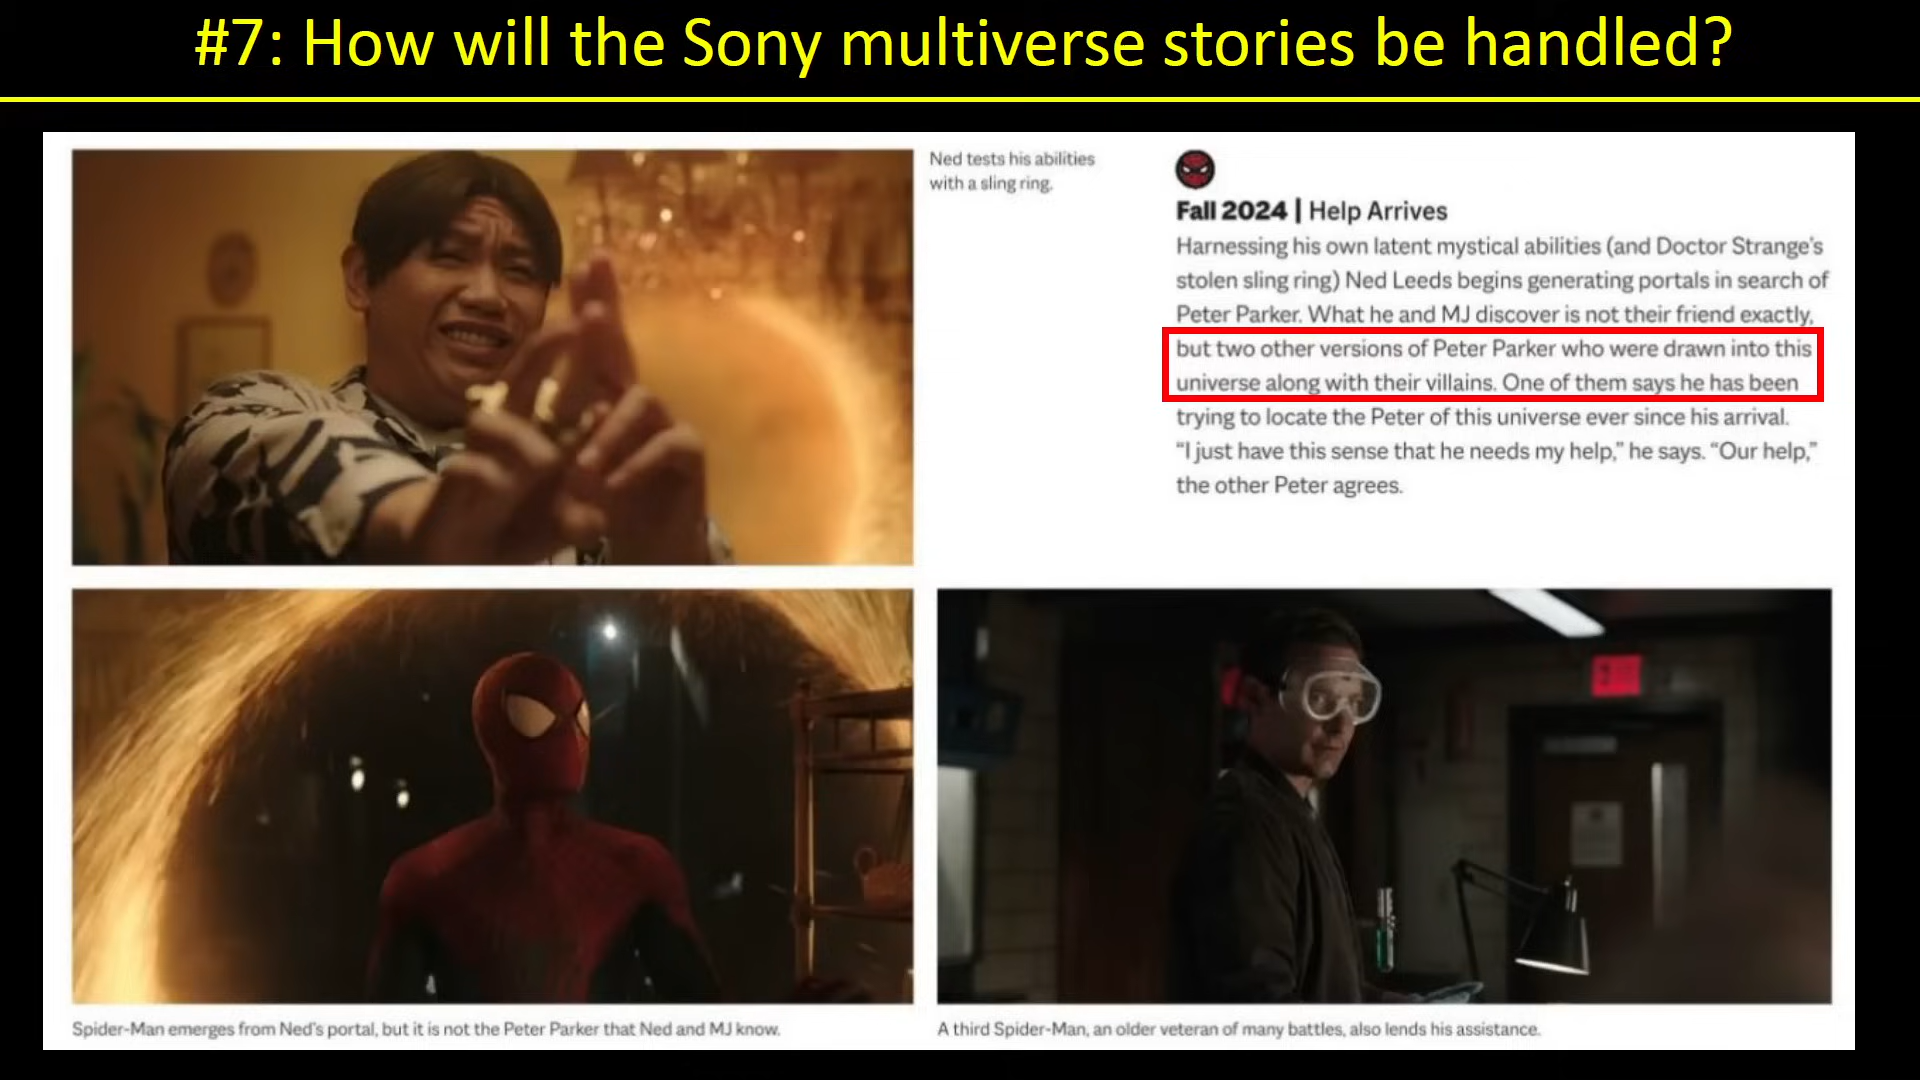 #7: How will the Sony multiverse stories be handled?
Ned tests his abilities
with a sling ring.
Fall 2024 | Help Arrives
Harnessing his own latent mystical abilities (and Doctor Strange's
stolen sling ring) Ned Leeds begins generating portals in search of
Peter Parker. What he and MJ discover is not their friend exactly,
but two other versions of Peter Parker who were drawn into this
universe along with their villains. One of them says he has been
trying to locate the Peter of this universe ever since his arrival.
“I just have this sense that he needs my help,” he says. “Our help,”
the other Peter agrees.
Spider-Man emerges from Ned's portal, but it is not the Peter Parker that Ned and MJ know.
A third Spider-Man, an older veteran of many battles, also lends his assistance.